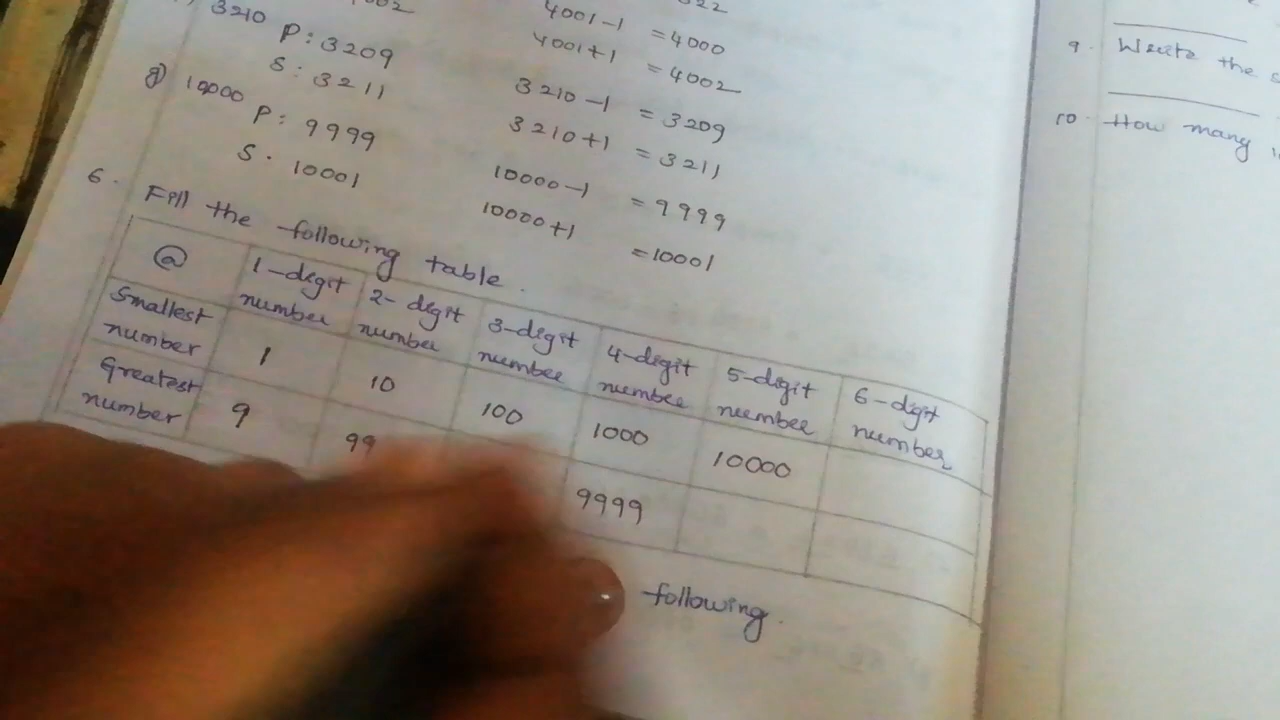 4001-1 = 4000
3210 P: 3209 4001+1 = 4002
S: 3211 3210-1 = 3209
g) 10000 P: 9999 3210+1 = 3211
S. 10001 10000-1 = 9999
10000+1 = 10001
6. Fill the following table.
@ 1-digit number 2-digit number 3-digit number 4-digit number 5-digit number 6-digit number
Smallest number 1 10 100 1000 10000
Greatest number 9 99 9999
following.
9. Write the
10. How many